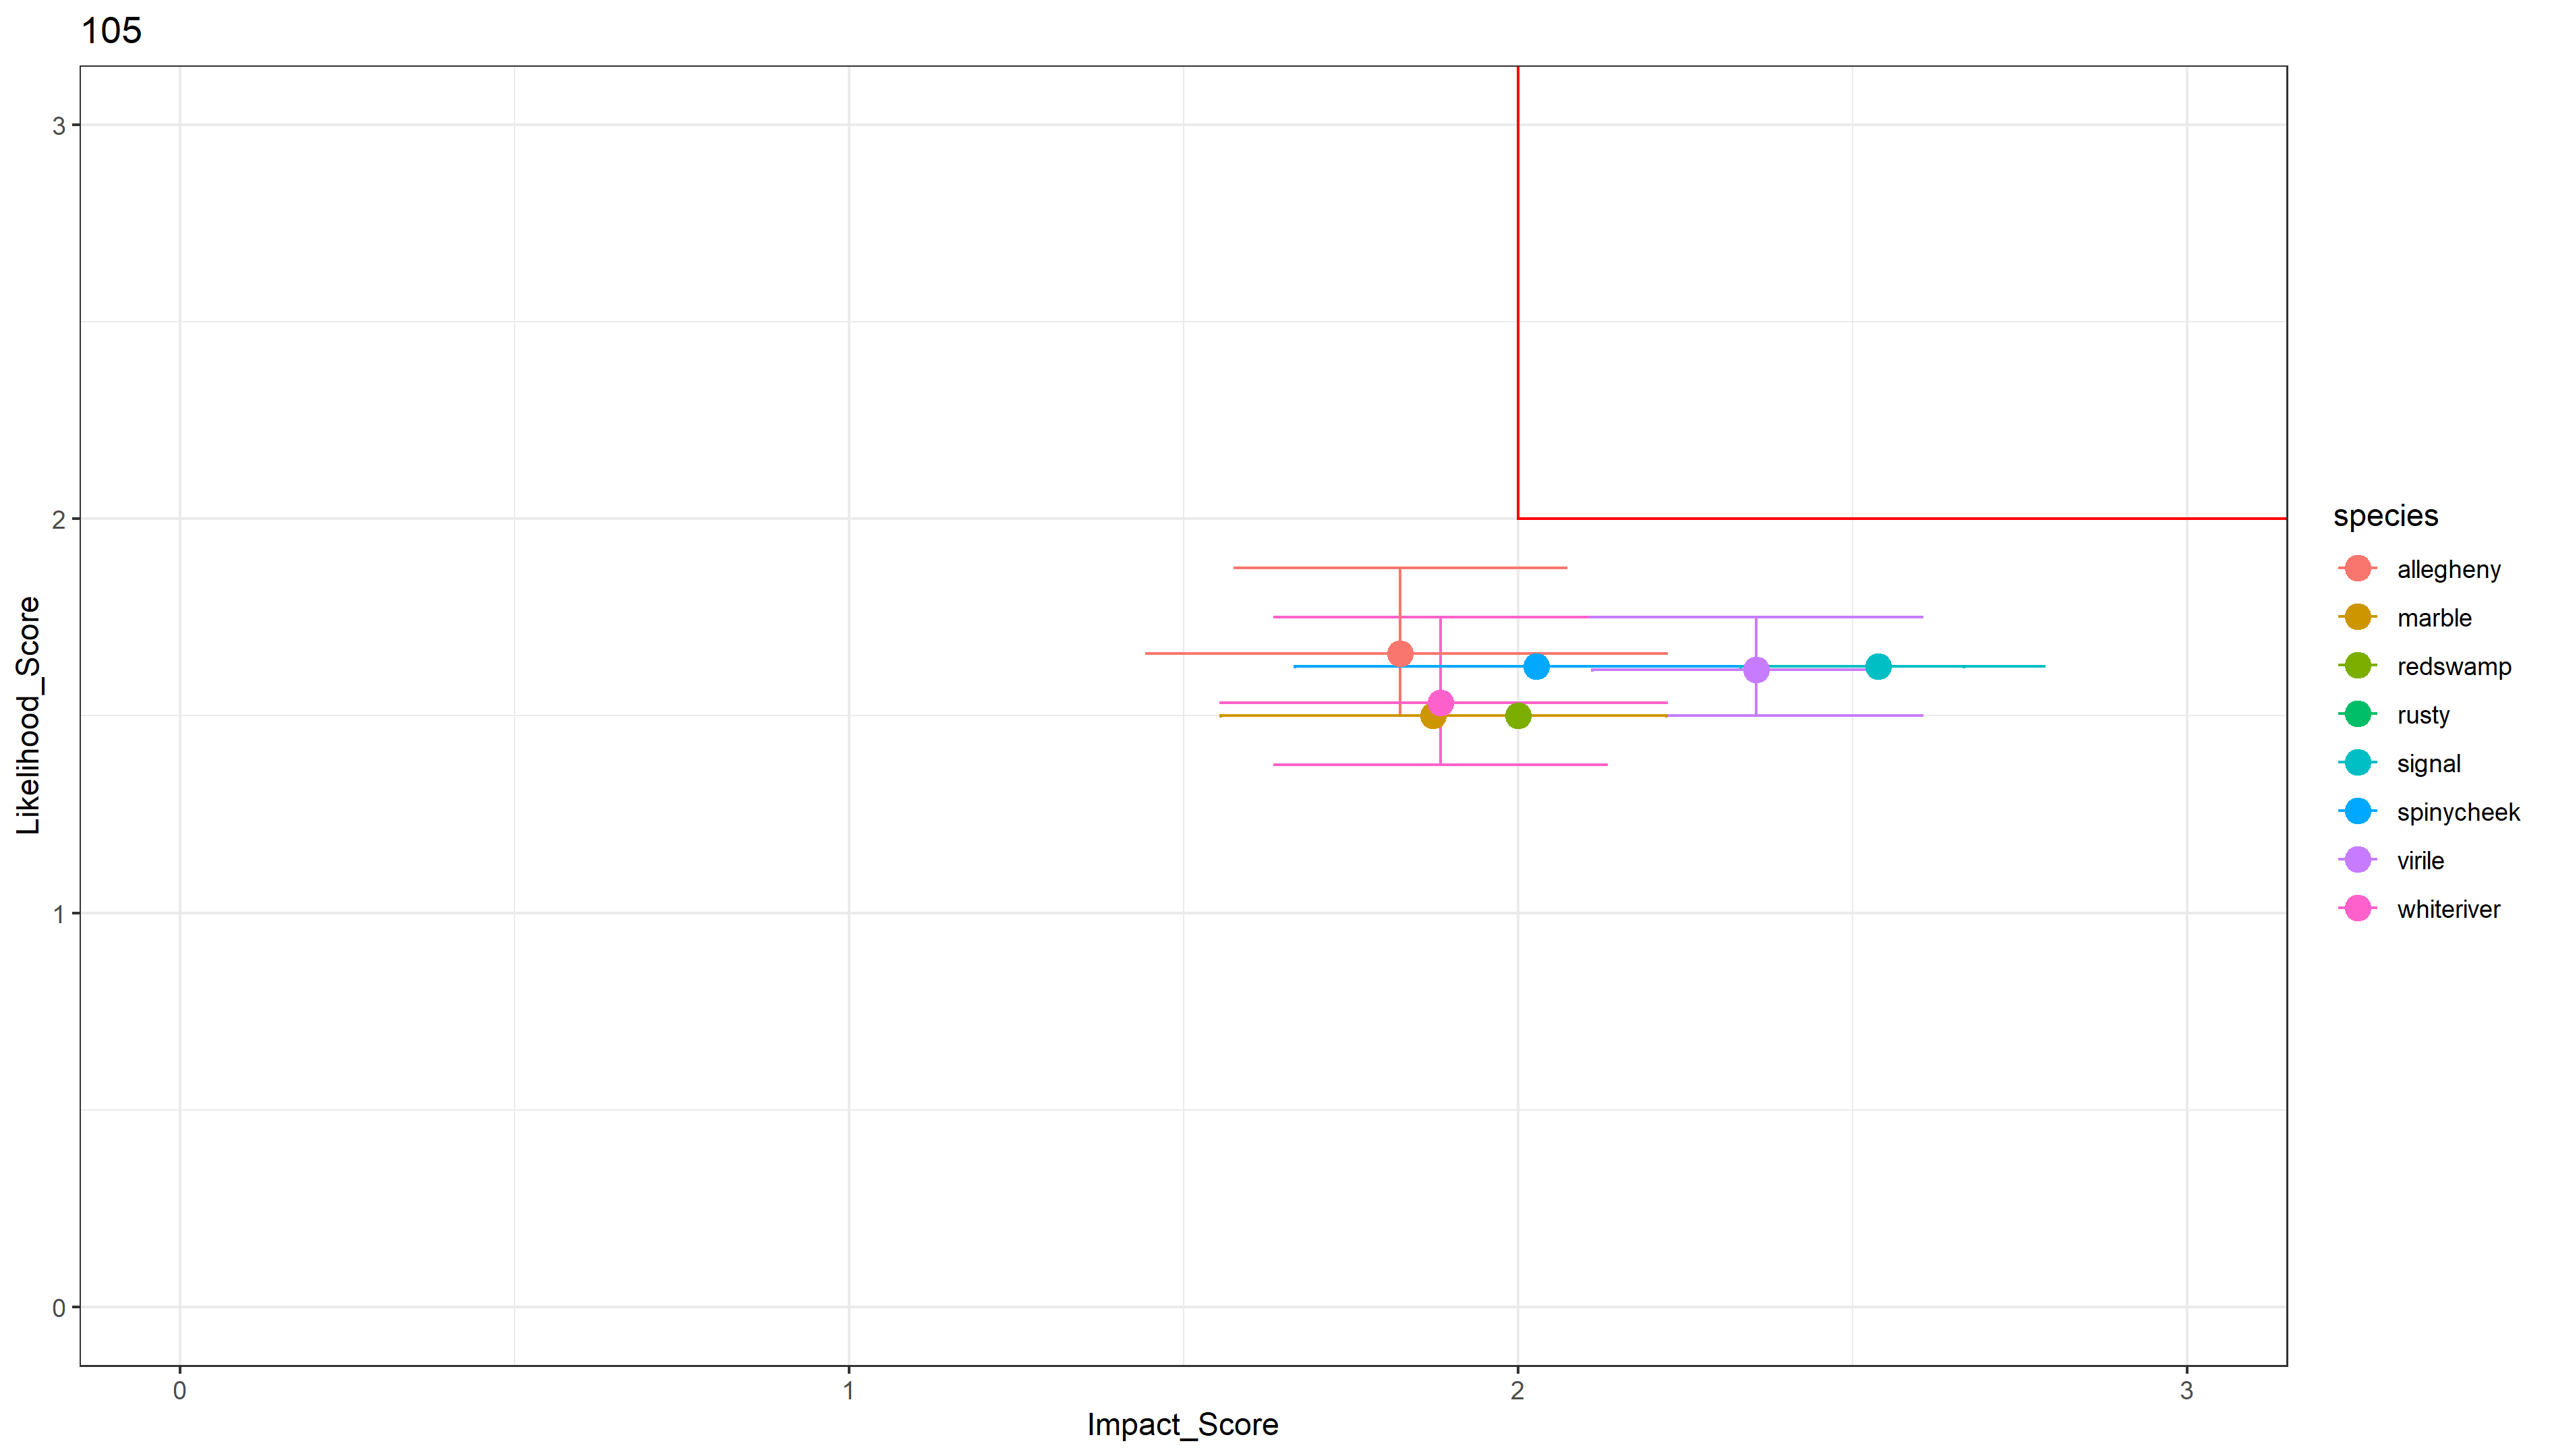 105
3
2
1
0
Likelihood_Score
0
1
2
3
Impact_Score
species
allegheny
marble
redswamp
rusty
signal
spinycheek
virile
whiteriver